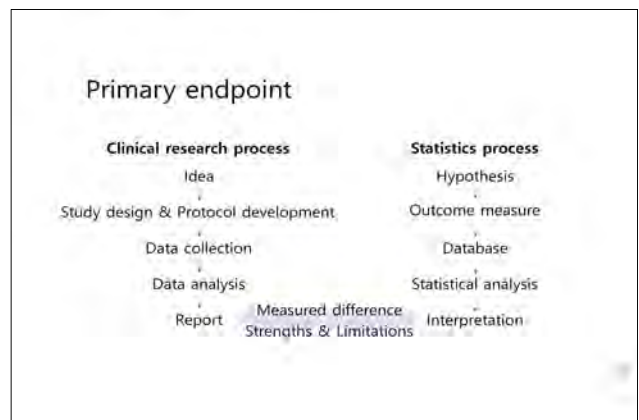 Primary endpoint
Clinical research process
Statistics process
Idea
Hypothesis
Study design & Protocol development
Outcome measure
Data collection
Database
Data analysis
Statistical analysis
Report
Measured difference
Strengths & Limitations
Interpretation